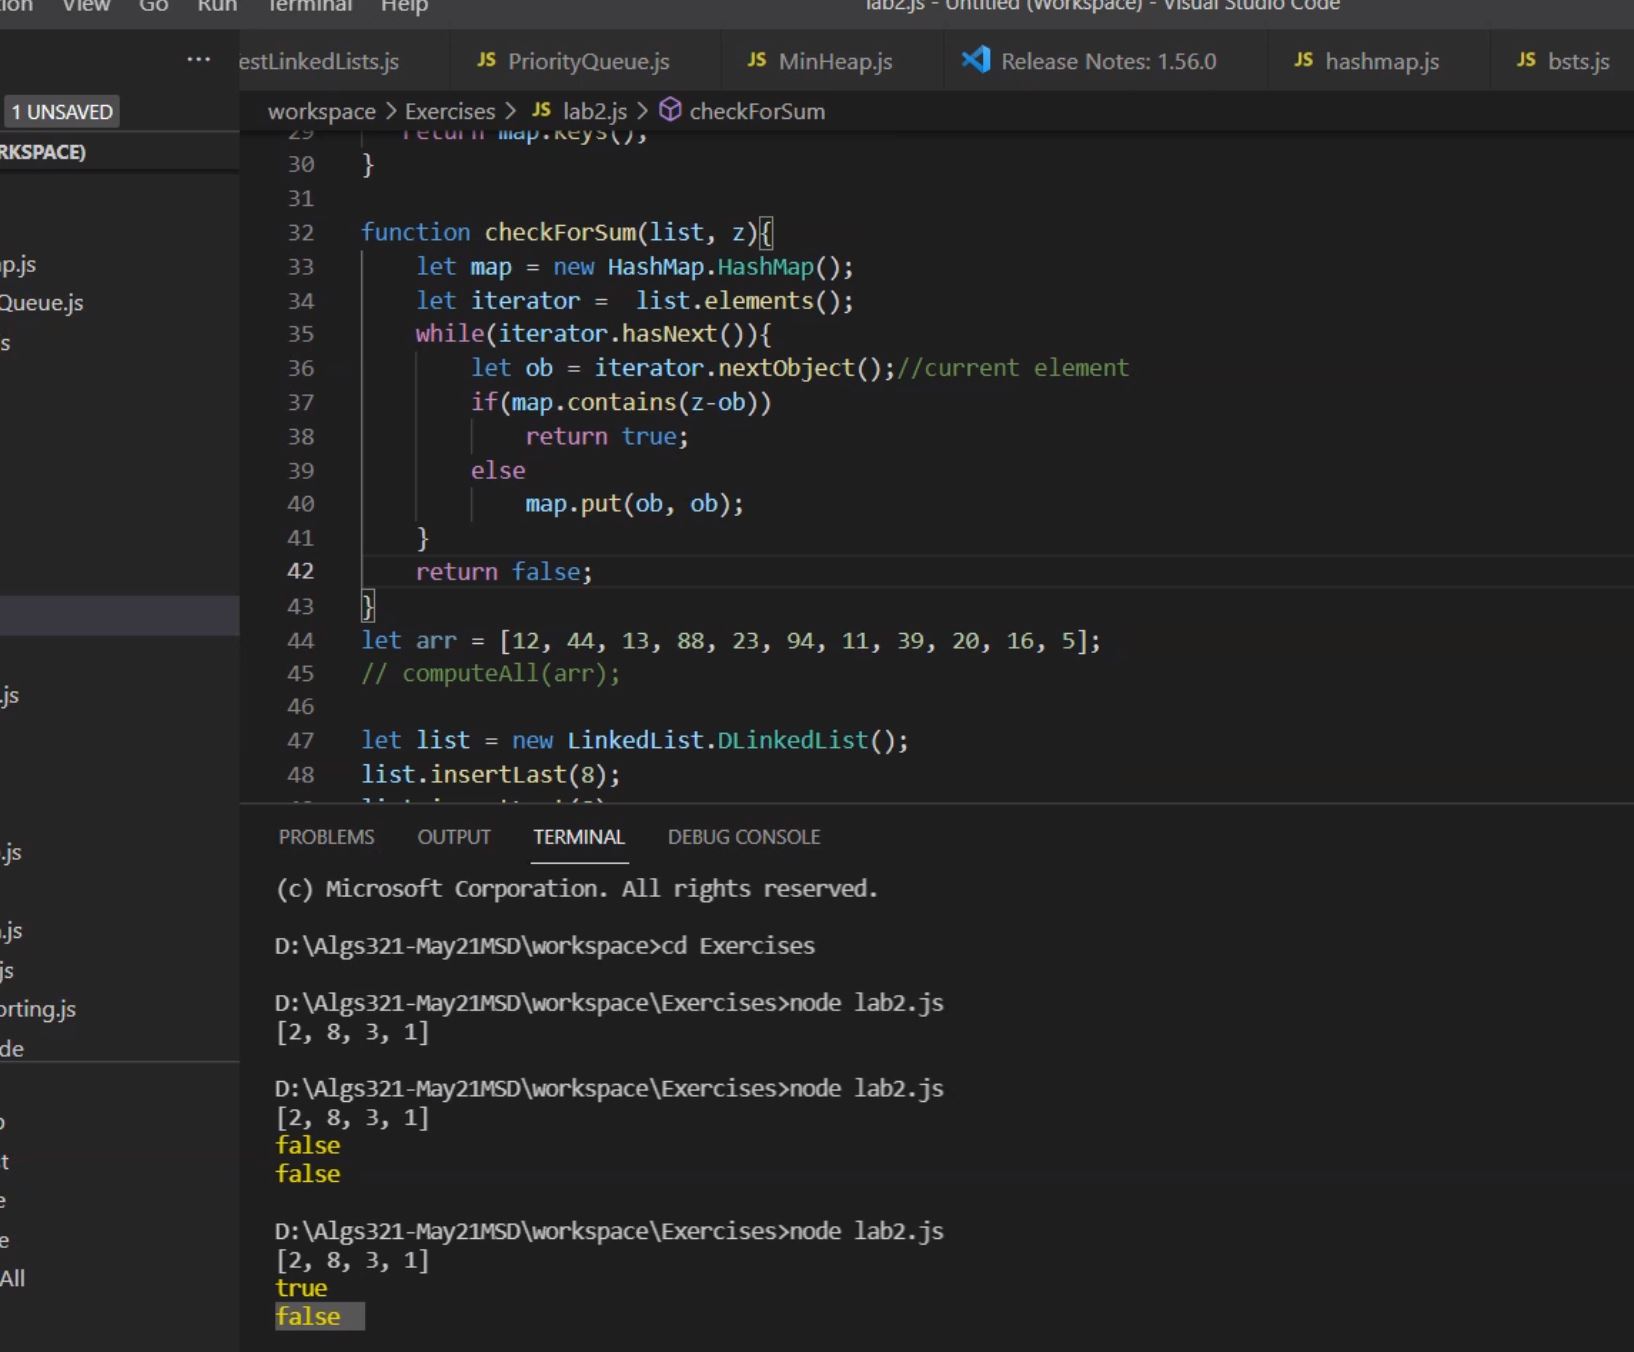 View Go Run Terminal Help
lab2.js - Untitled (Workspace) - Visual Studio Code
... estLinkedLists.js JS PriorityQueue.js JS MinHeap.js Release Notes: 1.56.0 JS hashmap.js JS bsts.js
1 UNSAVED
RKSPACE)
p.js
Queue.js
s
.js
.js
.js
js
orting.js
de
t
e
e
All
workspace > Exercises > JS lab2.js > checkForSum
29 return map.keys();
30 }
31
32 function checkForSum(list, z){
33 let map = new HashMap.HashMap();
34 let iterator =  list.elements();
35 while(iterator.hasNext()){
36 let ob = iterator.nextObject();//current element
37 if(map.contains(z-ob))
38 return true;
39 else
40 map.put(ob, ob);
41 }
42 return false;
43 }
44 let arr = [12, 44, 13, 88, 23, 94, 11, 39, 20, 16, 5];
45 // computeAll(arr);
46
47 let list = new LinkedList.DLinkedList();
48 list.insertLast(8);
PROBLEMS OUTPUT TERMINAL DEBUG CONSOLE
(c) Microsoft Corporation. All rights reserved.
D:\Algs321-May21MSD\workspace>cd Exercises
D:\Algs321-May21MSD\workspace\Exercises>node lab2.js
[2, 8, 3, 1]
D:\Algs321-May21MSD\workspace\Exercises>node lab2.js
[2, 8, 3, 1]
false
false
D:\Algs321-May21MSD\workspace\Exercises>node lab2.js
[2, 8, 3, 1]
true
false